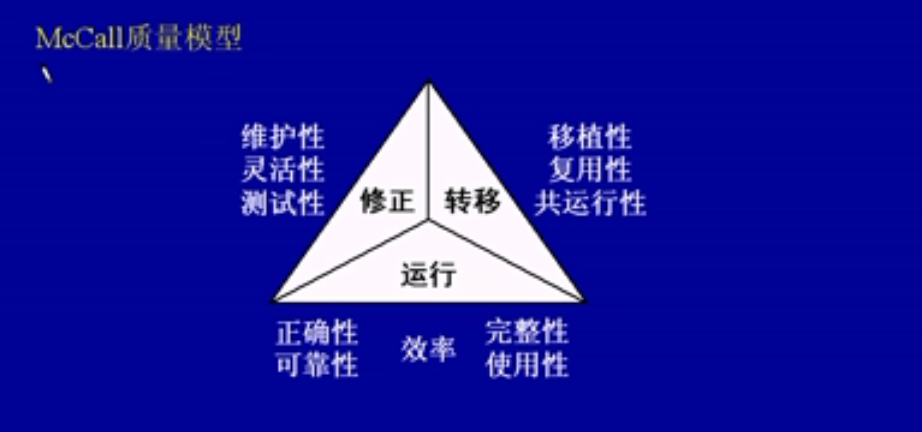 McCall质量模型
维护性
灵活性
测试性
修正
转移
移植性
复用性
共运行性
运行
正确性
可靠性
效率
完整性
使用性